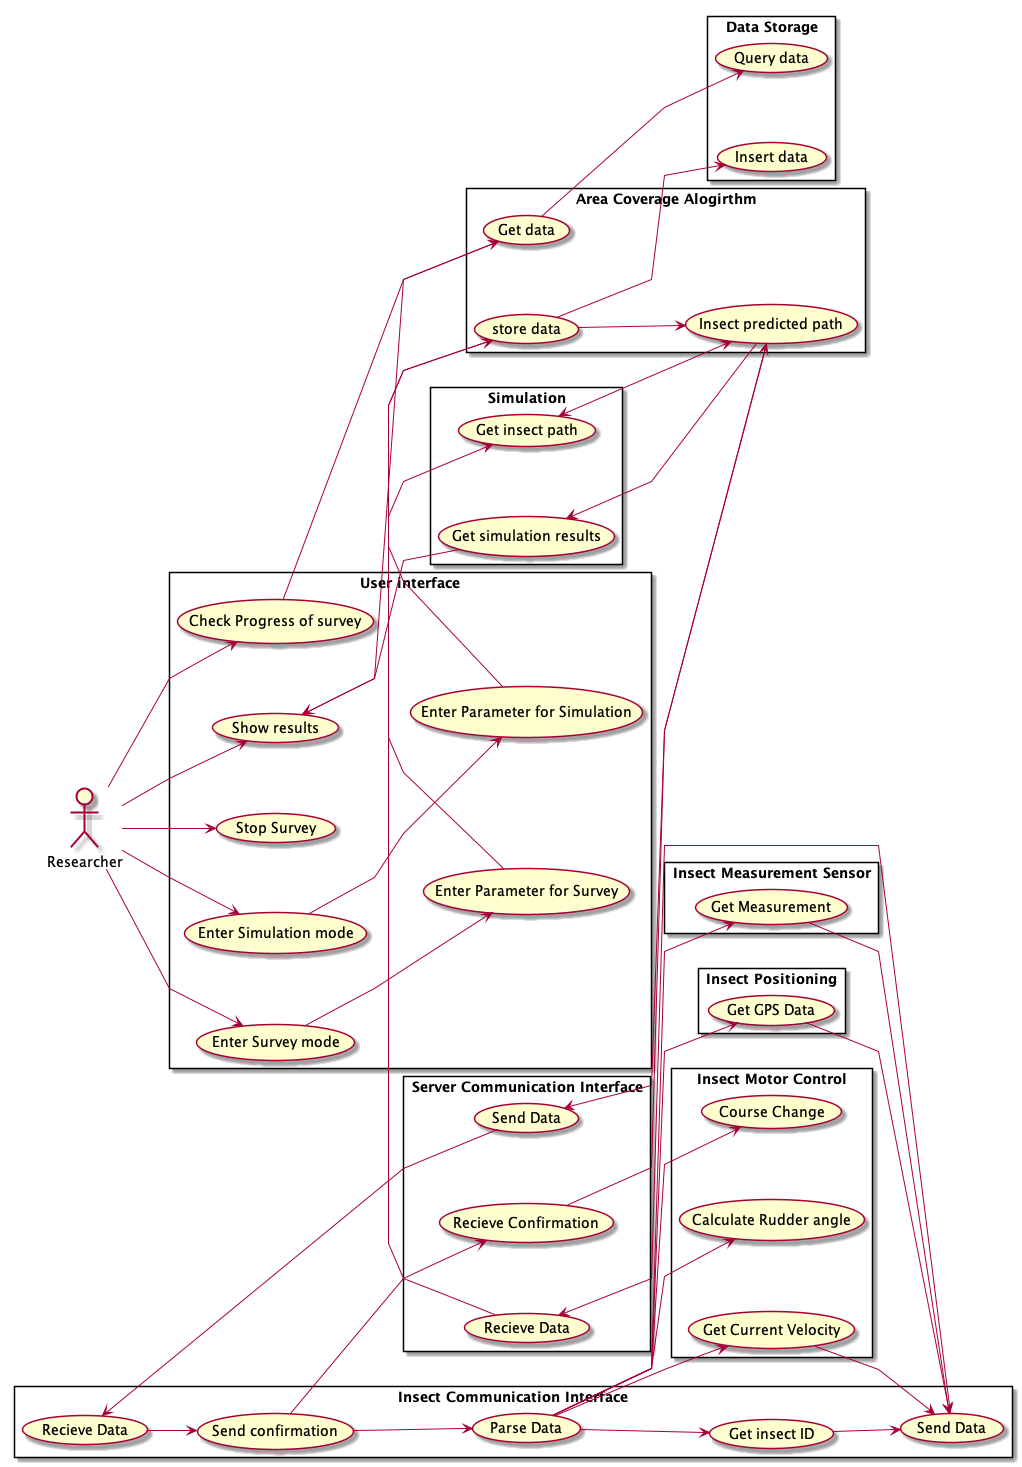 Data Storage
Query data
Insert data
Area Coverage Alogirthm
Get data
store data
Insect predicted path
Simulation
Get insect path
Get simulation results
User interface
Check Progress of survey
Show results
Enter Parameter for Simulation
Stop Survey
Researcher
Enter Parameter for Survey
Enter Simulation mode
Enter Survey mode
Insect Measurement Sensor
Get Measurement
Insect Positioning
Get GPS Data
Server Communication Interface
Send Data
Recieve Confirmation
Recieve Data
Insect Motor Control
Course Change
Calculate Rudder angle
Get Current Velocity
Insect Communication Interface
Recieve Data
Send confirmation
Parse Data
Get insect ID
Send Data